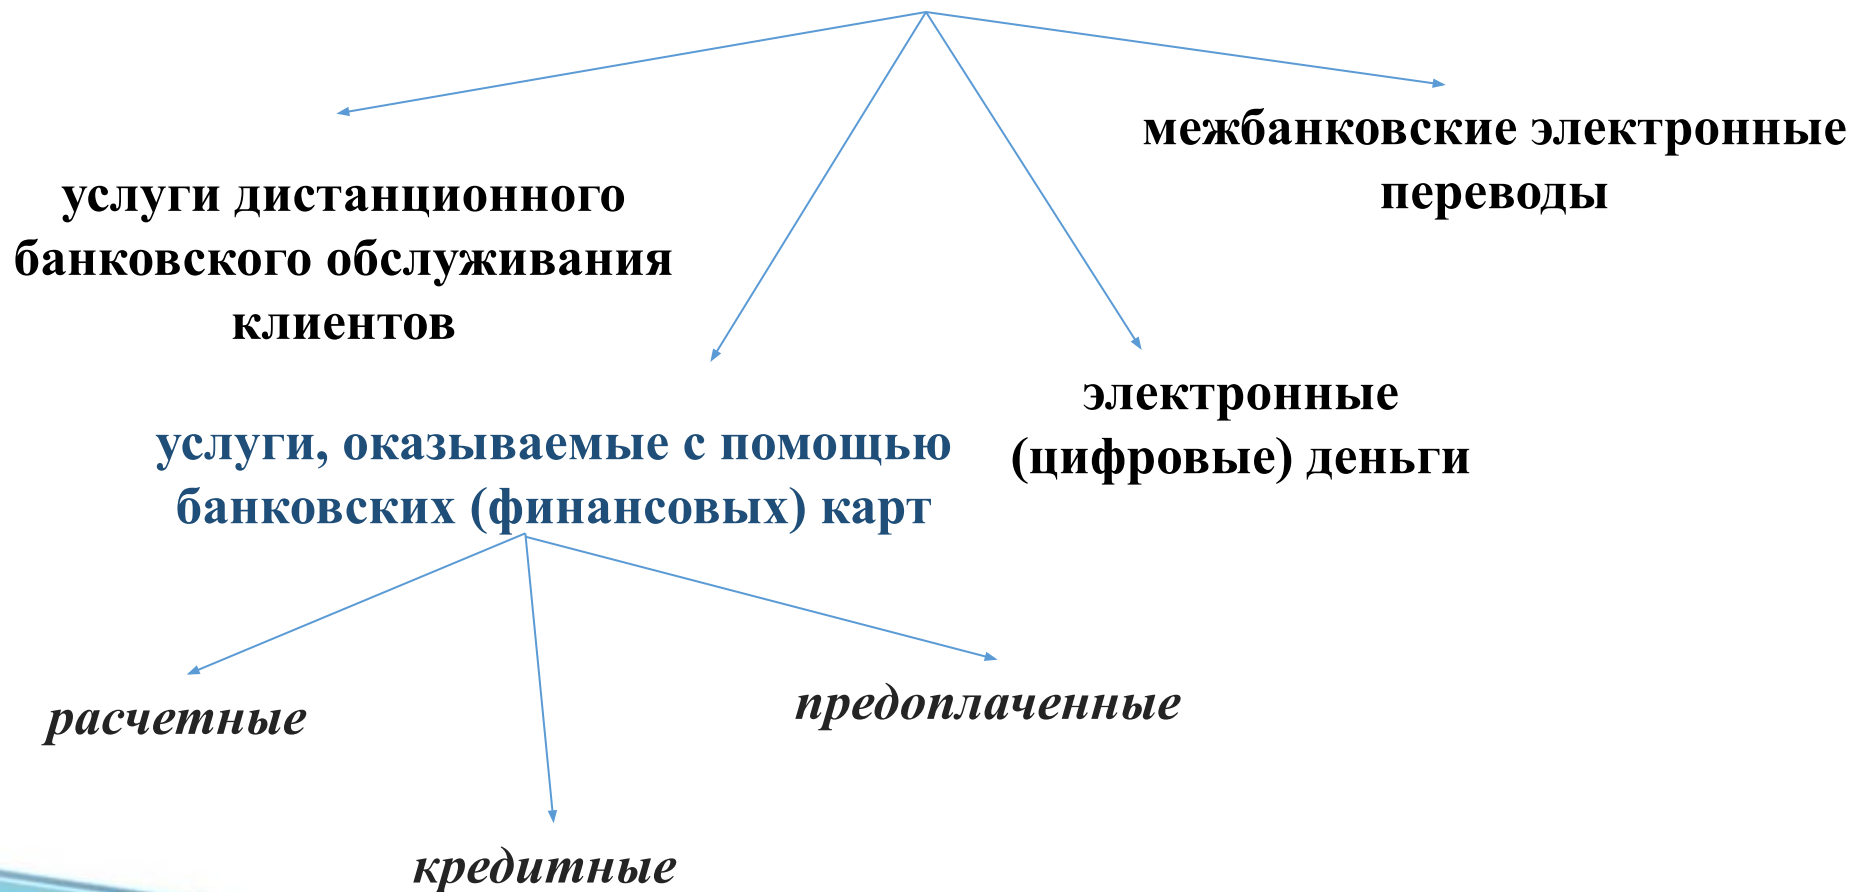 услуги дистанционного
банковского обслуживания
клиентов
межбанковские электронные
переводы
услуги, оказываемые с помощью
банковских (финансовых) карт
электронные
(цифровые) деньги
расчетные
кредитные
предоплаченные